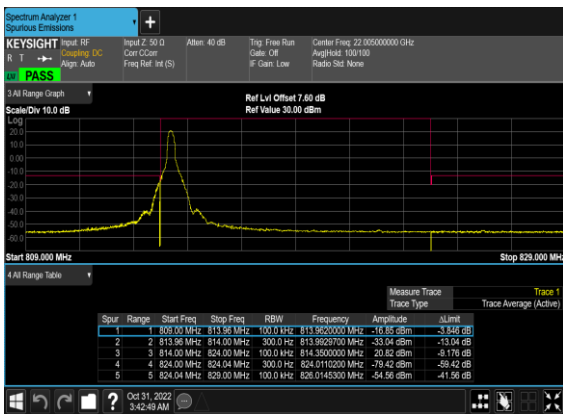 Spectrum Analyzer 1
Spurious Emissions
+
KEYSIGHT Input: RF Input Z: 50 Ω Atten: 40 dB Trig: Free Run Center Freq: 22.005000000 GHz
R T Coupling: DC Corr CCorr Gate: Off Avg|Hold: 100/100
Align: Auto Freq Ref: Int (S) IF Gain: Low Radio Std: None
PASS
3 All Range Graph
Ref Lvl Offset 7.60 dB
Scale/Div 10.0 dB Ref Value 30.00 dBm
Log
20.0
10.0
0.00
-10.0
-20.0
-30.0
-40.0
-50.0
-60.0
Start 809.000 MHz Stop 829.000 MHz
4 All Range Table
Measure Trace Trace 1
Trace Type Trace Average (Active)
Spur Range Start Freq Stop Freq RBW Frequency Amplitude ΔLimit
1 1 809.00 MHz 813.96 MHz 100.0 kHz 813.9620000 MHz -16.85 dBm -3.846 dB
2 2 813.96 MHz 814.00 MHz 300.0 Hz 813.9929700 MHz -33.04 dBm -13.04 dB
3 3 814.00 MHz 824.00 MHz 100.0 kHz 814.3500000 MHz 20.82 dBm -9.176 dB
4 4 824.00 MHz 824.04 MHz 300.0 Hz 824.0110200 MHz -79.42 dBm -59.42 dB
5 5 824.04 MHz 829.00 MHz 100.0 kHz 826.0145300 MHz -54.56 dBm -41.56 dB
? Oct 31, 2022
3:42:49 AM